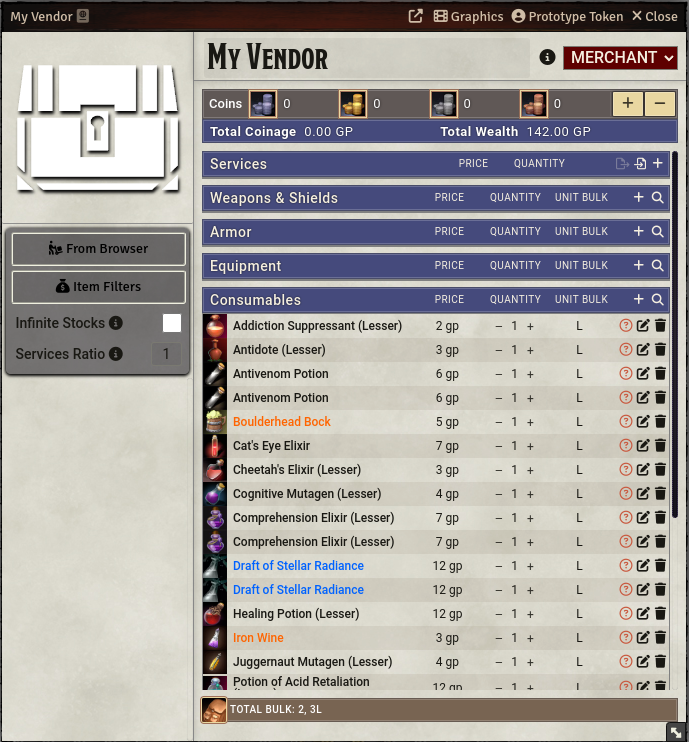 My Vendor Graphics Prototype Token Close
My Vendor MERCHANT
Coins 0 0 0 0 + −
Total Coinage 0.00 GP Total Wealth 142.00 GP
Services PRICE QUANTITY +
Weapons & Shields PRICE QUANTITY UNIT BULK +
Armor PRICE QUANTITY UNIT BULK +
Equipment PRICE QUANTITY UNIT BULK +
Consumables PRICE QUANTITY UNIT BULK +
Addiction Suppressant (Lesser) 2 gp − 1 + L
Antidote (Lesser) 3 gp − 1 + L
Antivenom Potion 6 gp − 1 + L
Antivenom Potion 6 gp − 1 + L
Boulderhead Bock 5 gp − 1 + L
Cat's Eye Elixir 7 gp − 1 + L
Cheetah's Elixir (Lesser) 3 gp − 1 + L
Cognitive Mutagen (Lesser) 4 gp − 1 + L
Comprehension Elixir (Lesser) 7 gp − 1 + L
Comprehension Elixir (Lesser) 7 gp − 1 + L
Draft of Stellar Radiance 12 gp − 1 + L
Draft of Stellar Radiance 12 gp − 1 + L
Healing Potion (Lesser) 12 gp − 1 + L
Iron Wine 3 gp − 1 + L
Juggernaut Mutagen (Lesser) 4 gp − 1 + L
Potion of Acid Retaliation 12 gp − 1 + L
TOTAL BULK: 2, 3L
From Browser
Item Filters
Infinite Stocks
Services Ratio 1